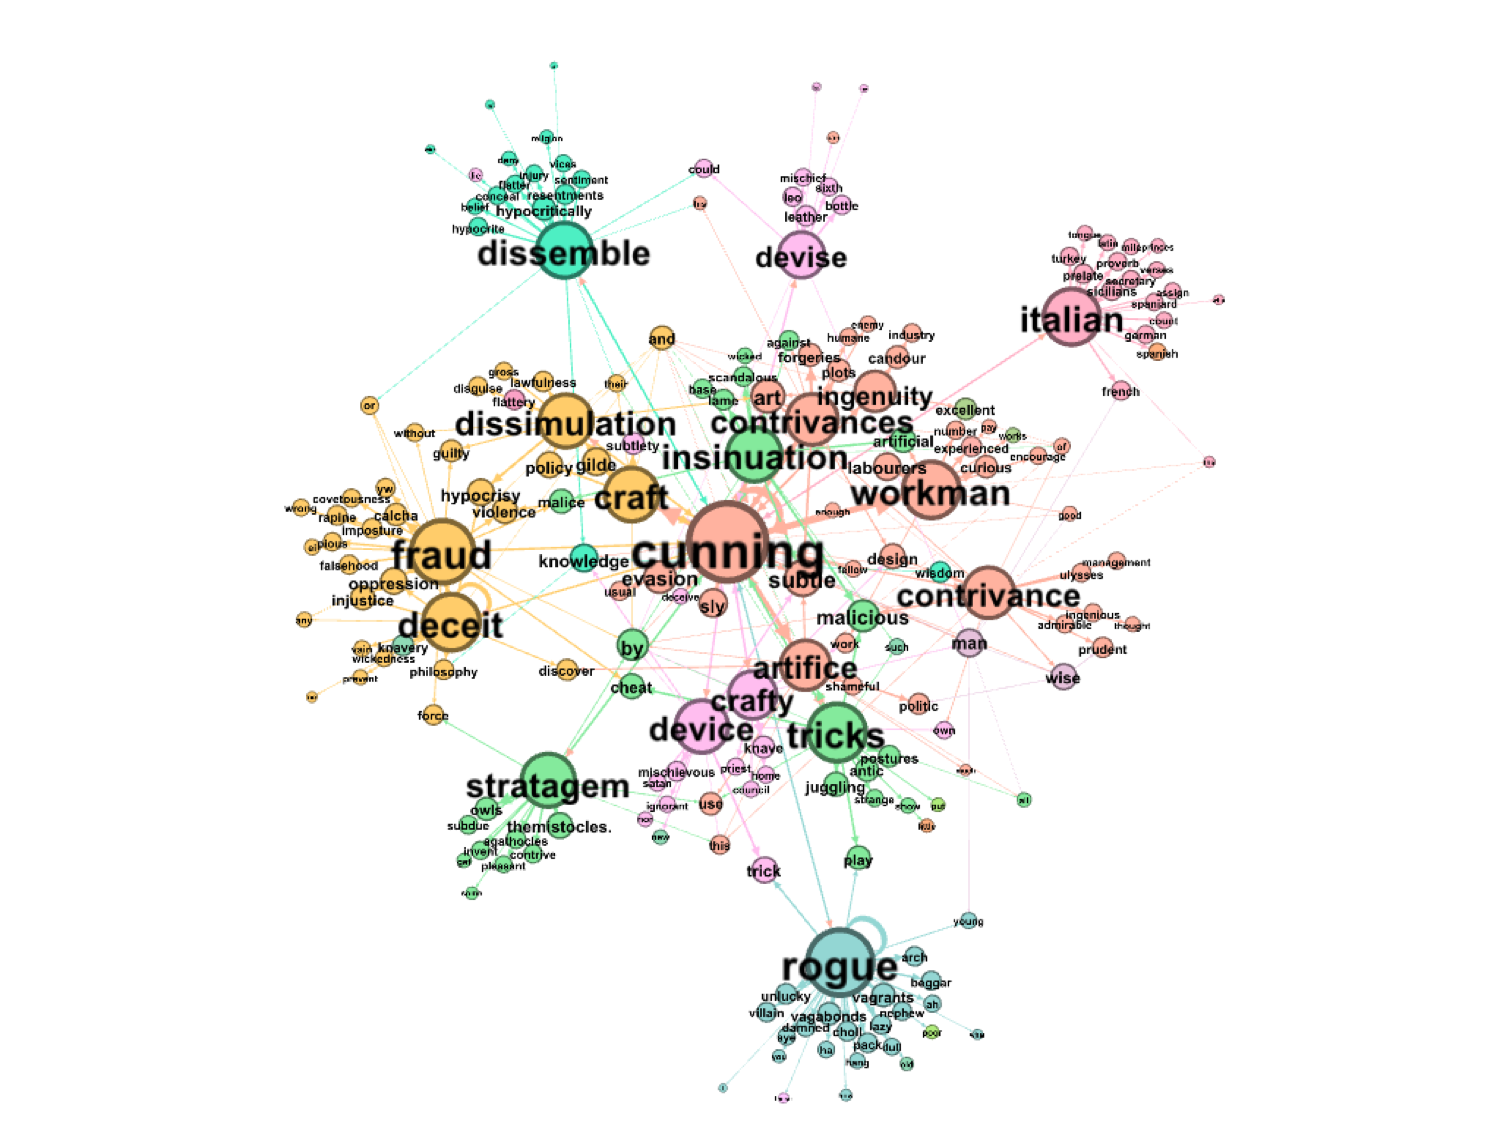 religion
deny
vices
lie
injury
flatter
sentiment
conceal
resentments
belief
hypocritically
hypocrite
dissemble
could
mischief
leo
sixth
leather
bottle
devise
tongue
latin
turkey
proverb
prelate
secretary
verses
sicilians
assign
spaniard
italian
count
german
spanish
french
and
their
gross
disguise
lawfulness
flattery
or
without
dissimulation
guilty
subtlety
policy
gilde
hypocrisy
malice
craft
violence
against
wicked
scandalous
base
lame
enemy
humane
industry
forgeries
candour
plots
art
ingenuity
contrivances
insinuation
artificial
excellent
number
pay
works
experienced
of
encourage
labourers
curious
workman
enough
good
covetousness
wrong
rapine
calcha
imposture
pious
falsehood
fraud
oppression
injustice
any
deceit
vain
knavery
wickedness
philosophy
prevent
force
discover
knowledge
cunning
evasion
usual
deceive
sly
subtle
fellow
design
wisdom
management
ulysses
contrivance
ingenious
admirable
thought
prudent
malicious
by
work
such
man
wise
cheat
artifice
shameful
crafty
politic
device
tricks
own
knave
postures
mischievous
satan
priest
home
antic
council
juggling
strange
show
put
little
all
stratagem
owls
subdue
themistocles.
agathocles
invent
contrive
pleasant
ignorant
use
nor
new
this
trick
play
young
rogue
arch
beggar
unlucky
vagrants
ah
villain
vagabonds
nephew
damned
choll
lazy
poor
eye
you
ha
pack
dull
hang
old